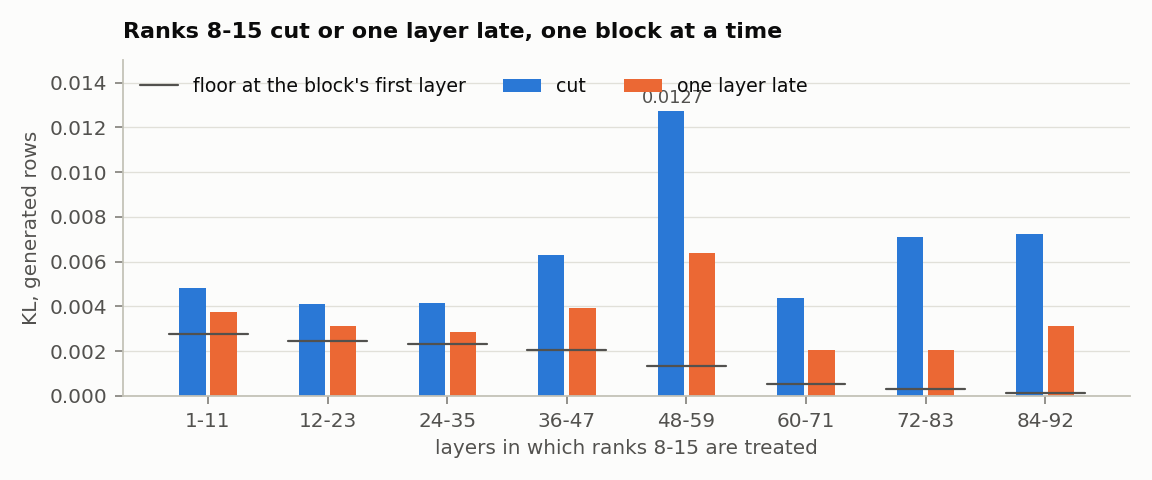 Ranks 8-15 cut or one layer late, one block at a time
floor at the block's first layer
cut
one layer late
0.0127
KL, generated rows
0.014
0.012
0.010
0.008
0.006
0.004
0.002
0.000
1-11
12-23
24-35
36-47
48-59
60-71
72-83
84-92
layers in which ranks 8-15 are treated